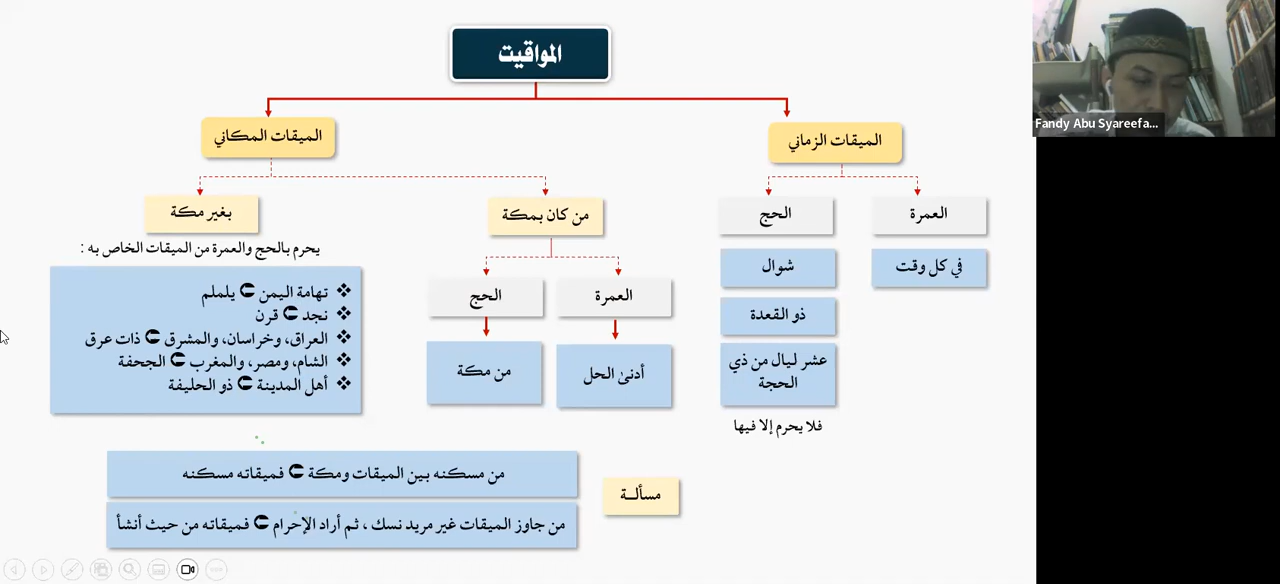 المواقيت
الميقات الزماني
العمرة
في كل وقت
الحج
شوال
ذو القعدة
عشر ليال من ذي
الحجة
فلا يحرم إلا فيها
الميقات المكاني
من كان بمكة
العمرة
أدنىٰ الحل
الحج
من مكة
بغير مكة
يحرم بالحج والعمرة من الميقات الخاص به :
❖ تهامة اليمن ⮈ يلملم
❖ نجد ⮈ قرن
❖ العراق، وخراسان، والمشرق ⮈ ذات عرق
❖ الشام، ومصر، والمغرب ⮈ الجحفة
❖ أهل المدينة ⮈ ذو الحليفة
مسألــة
من مسكنه بين الميقات ومكة ⮈ فميقاته مسكنه
من جاوز الميقات غير مريد نسك ، ثم أراد الإحرام ⮈ فميقاته من حيث أنشأ
Fandy Abu Syareefa...